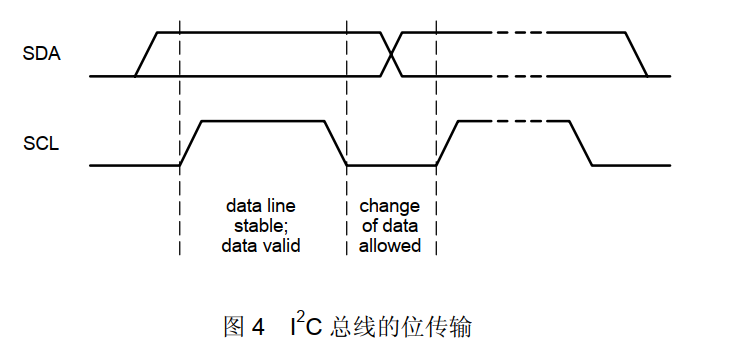 SDA
SCL
data line
stable;
data valid
change
of data
allowed
图 4 I²C 总线的位传输